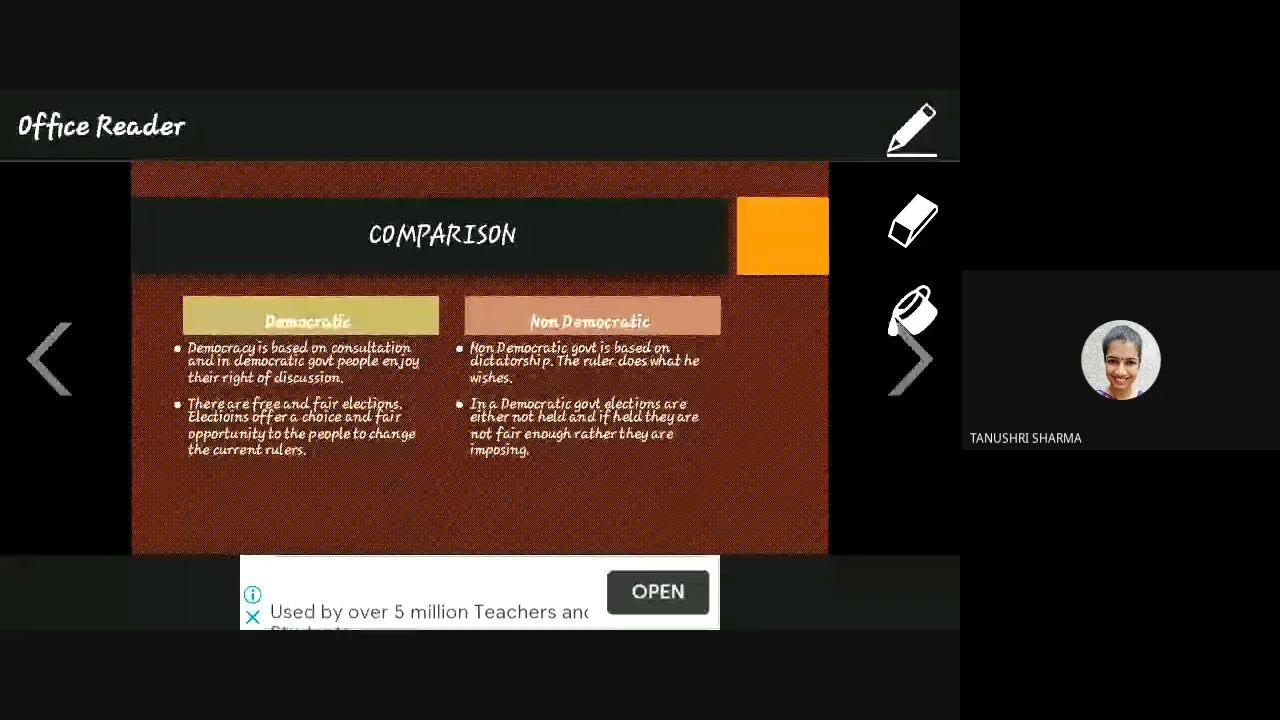 Office Reader
COMPARISON
Democratic
Democracy is based on consultation
and in democratic govt people enjoy
their right of discussion.
There are free and fair elections.
Electioins offer a choice and fair
opportunity to the people to change
the current rulers.
Non Democratic
Non Democratic govt is based on
dictatorship. The ruler does what he
wishes.
In a Democratic govt elections are
either not held and if held they are
not fair enough rather they are
imposing.
TANUSHRI SHARMA
OPEN
Used by over 5 million Teachers and